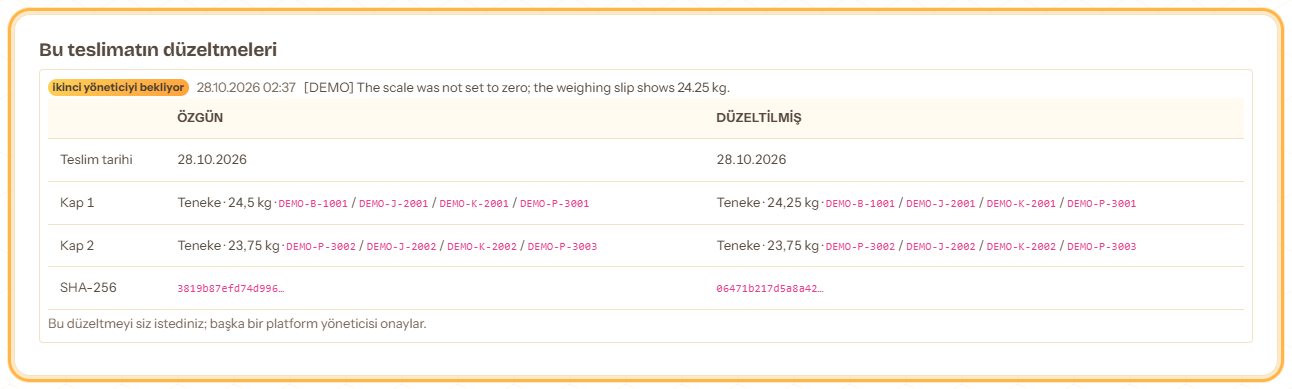 Bu teslimatın düzeltmeleri
ikinci yöneticiyi bekliyor 28.10.2026 02:37 [DEMO] The scale was not set to zero; the weighing slip shows 24.25 kg.
ÖZGÜN DÜZELTİLMİŞ
Teslim tarihi 28.10.2026 28.10.2026
Kap 1 Teneke · 24,5 kg · DEMO-B-1001 / DEMO-J-2001 / DEMO-K-2001 / DEMO-P-3001 Teneke · 24,25 kg · DEMO-B-1001 / DEMO-J-2001 / DEMO-K-2001 / DEMO-P-3001
Kap 2 Teneke · 23,75 kg · DEMO-P-3002 / DEMO-J-2002 / DEMO-K-2002 / DEMO-P-3003 Teneke · 23,75 kg · DEMO-P-3002 / DEMO-J-2002 / DEMO-K-2002 / DEMO-P-3003
SHA-256 3819b87efd74d996… 06471b217d5a8a42…
Bu düzeltmeyi siz istediniz; başka bir platform yöneticisi onaylar.